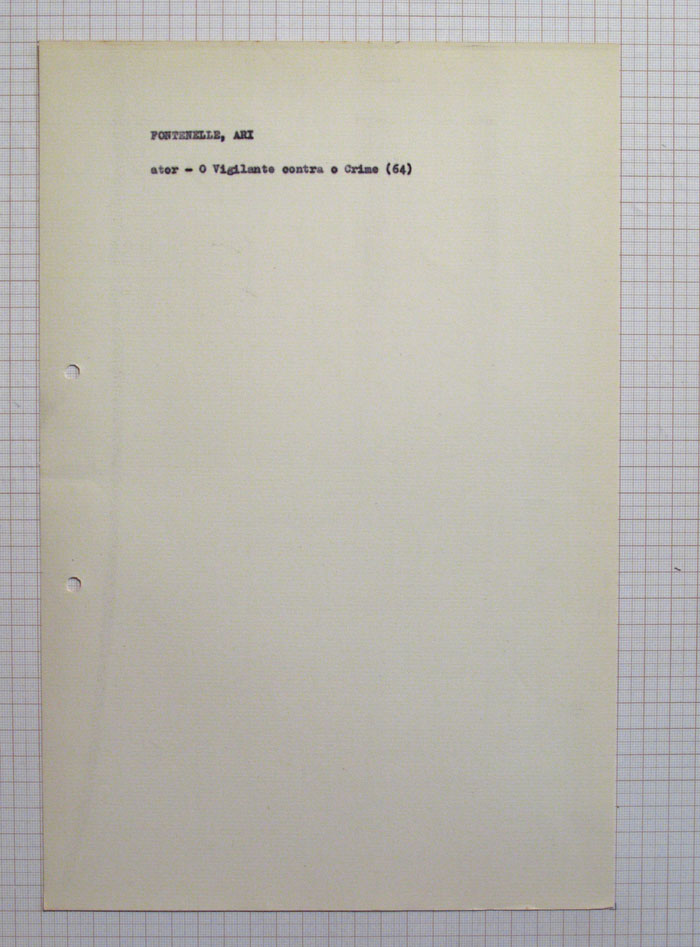 FONTENELLE, ARI
ator - O Vigilante contra o Crime (64)